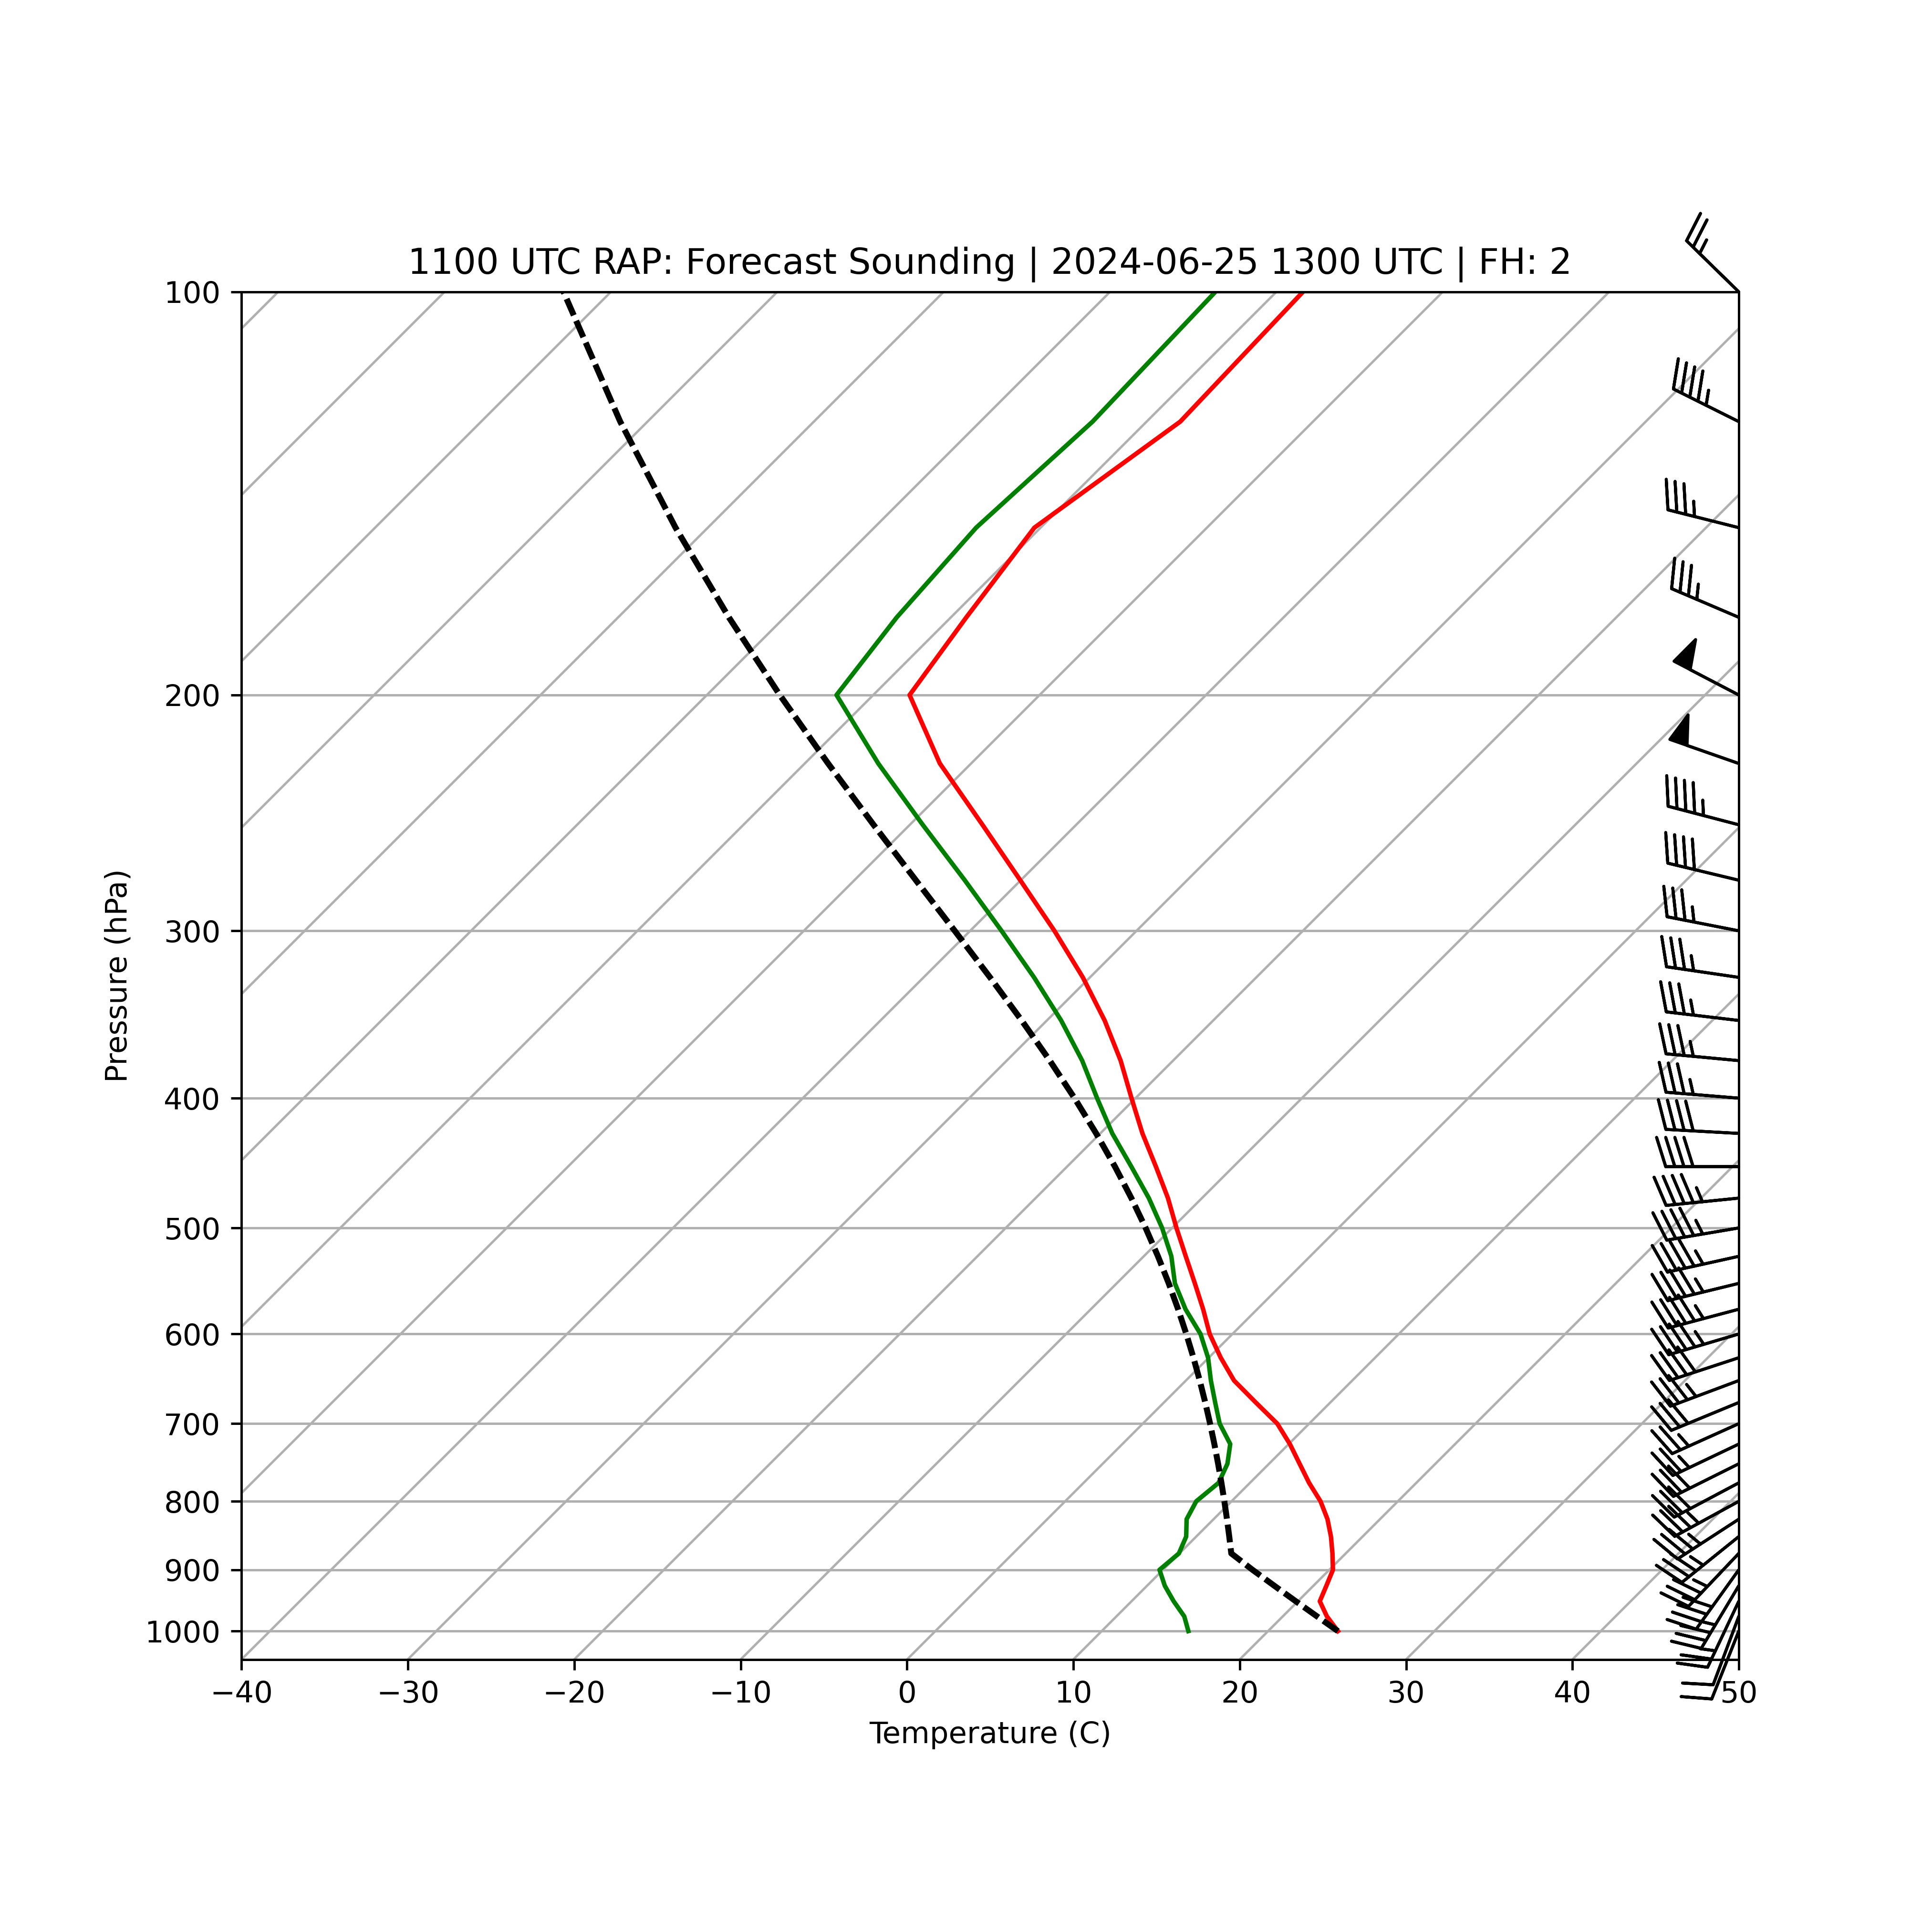 1100 UTC RAP: Forecast Sounding | 2024-06-25 1300 UTC | FH: 2
100
200
300
400
500
600
700
800
900
1000
Pressure (hPa)
−40 −30 −20 −10 0 10 20 30 40 50
Temperature (C)